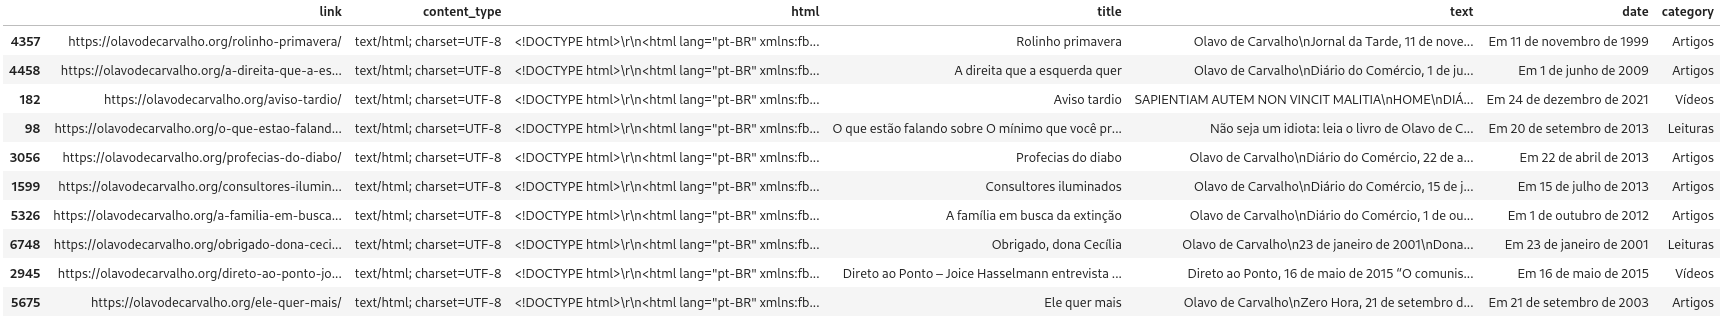 link content_type html title text date category
4357 https://olavodecarvalho.org/rolinho-primavera/ text/html; charset=UTF-8 <!DOCTYPE html>\r\n<html lang="pt-BR" xmlns:fb... Rolinho primavera Olavo de Carvalho\nJornal da Tarde, 11 de nove... Em 11 de novembro de 1999 Artigos
4458 https://olavodecarvalho.org/a-direita-que-a-es... text/html; charset=UTF-8 <!DOCTYPE html>\r\n<html lang="pt-BR" xmlns:fb... A direita que a esquerda quer Olavo de Carvalho\nDiário do Comércio, 1 de ju... Em 1 de junho de 2009 Artigos
182 https://olavodecarvalho.org/aviso-tardio/ text/html; charset=UTF-8 <!DOCTYPE html>\r\n<html lang="pt-BR" xmlns:fb... Aviso tardio SAPIENTIAM AUTEM NON VINCIT MALITIA\nHOME\nDIÁ... Em 24 de dezembro de 2021 Vídeos
98 https://olavodecarvalho.org/o-que-estao-faland... text/html; charset=UTF-8 <!DOCTYPE html>\r\n<html lang="pt-BR" xmlns:fb... O que estão falando sobre O mínimo que você pr... Não seja um idiota: leia o livro de Olavo de C... Em 20 de setembro de 2013 Leituras
3056 https://olavodecarvalho.org/profecias-do-diabo/ text/html; charset=UTF-8 <!DOCTYPE html>\r\n<html lang="pt-BR" xmlns:fb... Profecias do diabo Olavo de Carvalho\nDiário do Comércio, 22 de a... Em 22 de abril de 2013 Artigos
1599 https://olavodecarvalho.org/consultores-ilumin... text/html; charset=UTF-8 <!DOCTYPE html>\r\n<html lang="pt-BR" xmlns:fb... Consultores iluminados Olavo de Carvalho\nDiário do Comércio, 15 de j... Em 15 de julho de 2013 Artigos
5326 https://olavodecarvalho.org/a-familia-em-busca... text/html; charset=UTF-8 <!DOCTYPE html>\r\n<html lang="pt-BR" xmlns:fb... A família em busca da extinção Olavo de Carvalho\nDiário do Comércio, 1 de ou... Em 1 de outubro de 2012 Artigos
6748 https://olavodecarvalho.org/obrigado-dona-ceci... text/html; charset=UTF-8 <!DOCTYPE html>\r\n<html lang="pt-BR" xmlns:fb... Obrigado, dona Cecília Olavo de Carvalho\n23 de janeiro de 2001\nDona... Em 23 de janeiro de 2001 Leituras
2945 https://olavodecarvalho.org/direto-ao-ponto-jo... text/html; charset=UTF-8 <!DOCTYPE html>\r\n<html lang="pt-BR" xmlns:fb... Direto ao Ponto – Joice Hasselmann entrevista ... Direto ao Ponto, 16 de maio de 2015 “O comunis... Em 16 de maio de 2015 Vídeos
5675 https://olavodecarvalho.org/ele-quer-mais/ text/html; charset=UTF-8 <!DOCTYPE html>\r\n<html lang="pt-BR" xmlns:fb... Ele quer mais Olavo de Carvalho\nZero Hora, 21 de setembro d... Em 21 de setembro de 2003 Artigos